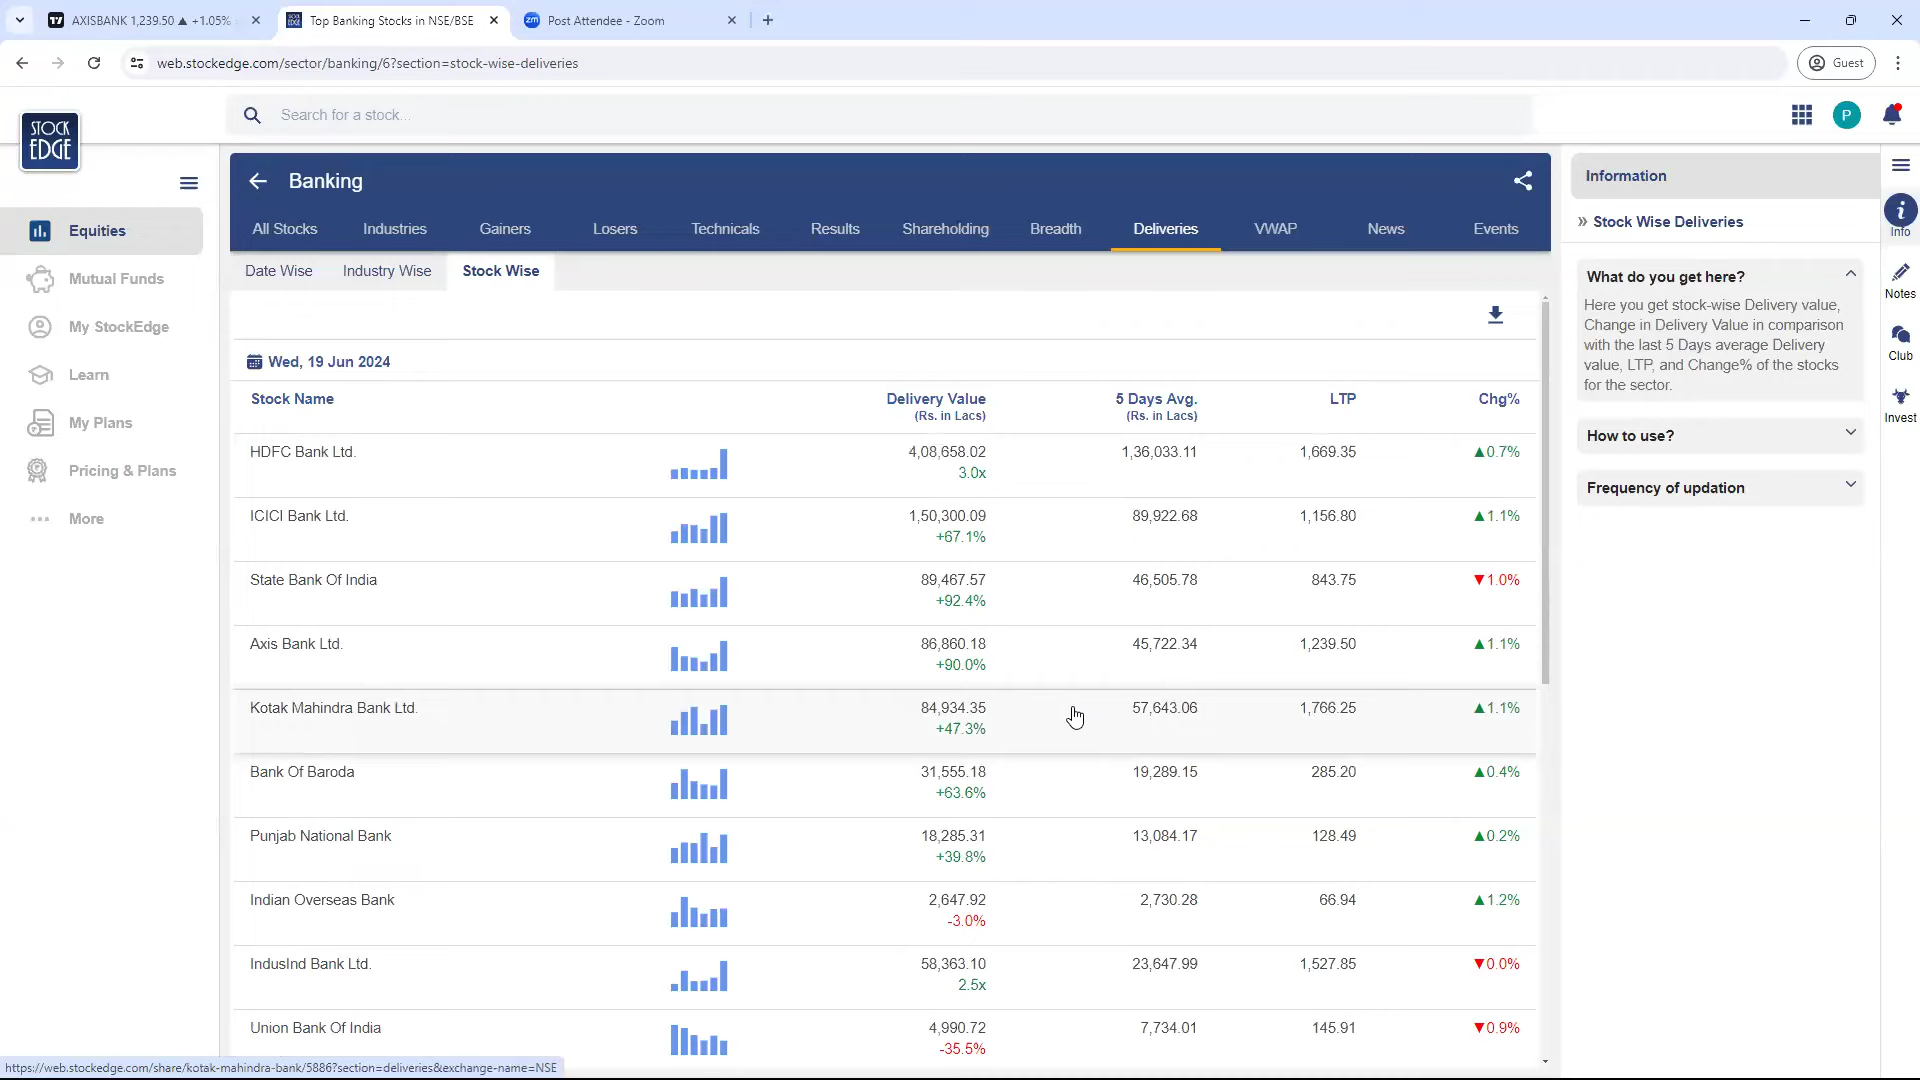 AXISBANK 1,239.50 ▲ +1.05%
Top Banking Stocks in NSE/BSE
zm Post Attendee - Zoom
web.stockedge.com/sector/banking/6?section=stock-wise-deliveries
Guest
STOCK
EDGE
Search for a stock...
P
Equities
Mutual Funds
My StockEdge
Learn
My Plans
Pricing & Plans
More
Banking
All Stocks Industries Gainers Losers Technicals Results Shareholding Breadth Deliveries VWAP News Events
Date Wise Industry Wise Stock Wise
Wed, 19 Jun 2024
Stock Name Delivery Value 5 Days Avg. LTP Chg%
(Rs. in Lacs) (Rs. in Lacs)
HDFC Bank Ltd. 4,08,658.02 1,36,033.11 1,669.35 ▲0.7%
3.0x
ICICI Bank Ltd. 1,50,300.09 89,922.68 1,156.80 ▲1.1%
+67.1%
State Bank Of India 89,467.57 46,505.78 843.75 ▼1.0%
+92.4%
Axis Bank Ltd. 86,860.18 45,722.34 1,239.50 ▲1.1%
+90.0%
Kotak Mahindra Bank Ltd. 84,934.35 57,643.06 1,766.25 ▲1.1%
+47.3%
Bank Of Baroda 31,555.18 19,289.15 285.20 ▲0.4%
+63.6%
Punjab National Bank 18,285.31 13,084.17 128.49 ▲0.2%
+39.8%
Indian Overseas Bank 2,647.92 2,730.28 66.94 ▲1.2%
-3.0%
IndusInd Bank Ltd. 58,363.10 23,647.99 1,527.85 ▼0.0%
2.5x
Union Bank Of India 4,990.72 7,734.01 145.91 ▼0.9%
-35.5%
Information
» Stock Wise Deliveries
What do you get here?
Here you get stock-wise Delivery value,
Change in Delivery Value in comparison
with the last 5 Days average Delivery
value, LTP, and Change% of the stocks
for the sector.
How to use?
Frequency of updation
Info
Notes
Club
Invest
https://web.stockedge.com/share/kotak-mahindra-bank/5886?section=deliveries&exchange-name=NSE